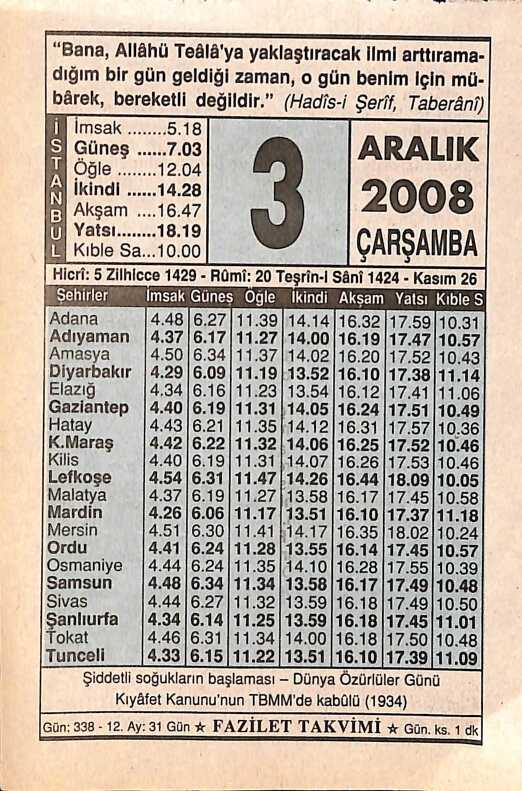 “Bana, Allâhü Teâlâ'ya yaklaştıracak ilmi arttırama-
dığım bir gün geldiği zaman, o gün benim için mü-
bârek, bereketli değildir.” (Hadîs-i Şerîf, Taberânî)
İSTANBUL
İmsak ........5.18
Güneş ......7.03
Öğle ........12.04
İkindi ......14.28
Akşam ....16.47
Yatsı........18.19
Kıble Sa...10.00
3
ARALIK
2008
ÇARŞAMBA
Hicrî: 5 Zilhicce 1429 - Rûmî: 20 Teşrîn-i Sânî 1424 - Kasım 26
Şehirler İmsak Güneş Öğle İkindi Akşam Yatsı Kıble S
Adana 4.48 6.27 11.39 14.14 16.32 17.59 10.31
Adıyaman 4.37 6.17 11.27 14.00 16.19 17.47 10.57
Amasya 4.50 6.34 11.37 14.02 16.20 17.52 10.43
Diyarbakır 4.29 6.09 11.19 13.52 16.10 17.38 11.14
Elazığ 4.34 6.16 11.23 13.54 16.12 17.41 11.06
Gaziantep 4.40 6.19 11.31 14.05 16.24 17.51 10.49
Hatay 4.43 6.21 11.35 14.12 16.31 17.57 10.36
K.Maraş 4.42 6.22 11.32 14.06 16.25 17.52 10.46
Kilis 4.40 6.19 11.31 14.07 16.26 17.53 10.46
Lefkoşe 4.54 6.31 11.47 14.26 16.44 18.09 10.05
Malatya 4.37 6.19 11.27 13.58 16.17 17.45 10.58
Mardin 4.26 6.06 11.17 13.51 16.10 17.37 11.18
Mersin 4.51 6.30 11.41 14.17 16.35 18.02 10.24
Ordu 4.41 6.24 11.28 13.55 16.14 17.45 10.57
Osmaniye 4.44 6.24 11.35 14.10 16.28 17.55 10.39
Samsun 4.48 6.34 11.34 13.58 16.17 17.49 10.48
Sivas 4.44 6.27 11.32 13.59 16.18 17.49 10.50
Şanlıurfa 4.34 6.14 11.25 13.59 16.18 17.45 11.01
Tokat 4.46 6.31 11.34 14.00 16.18 17.50 10.48
Tunceli 4.33 6.15 11.22 13.51 16.10 17.39 11.09
Şiddetli soğukların başlaması – Dünya Özürlüler Günü
Kıyâfet Kanunu'nun TBMM'de kabûlü (1934)
Gün: 338 - 12. Ay: 31 Gün ★ FAZİLET TAKVİMİ ★ Gün. ks. 1 dk